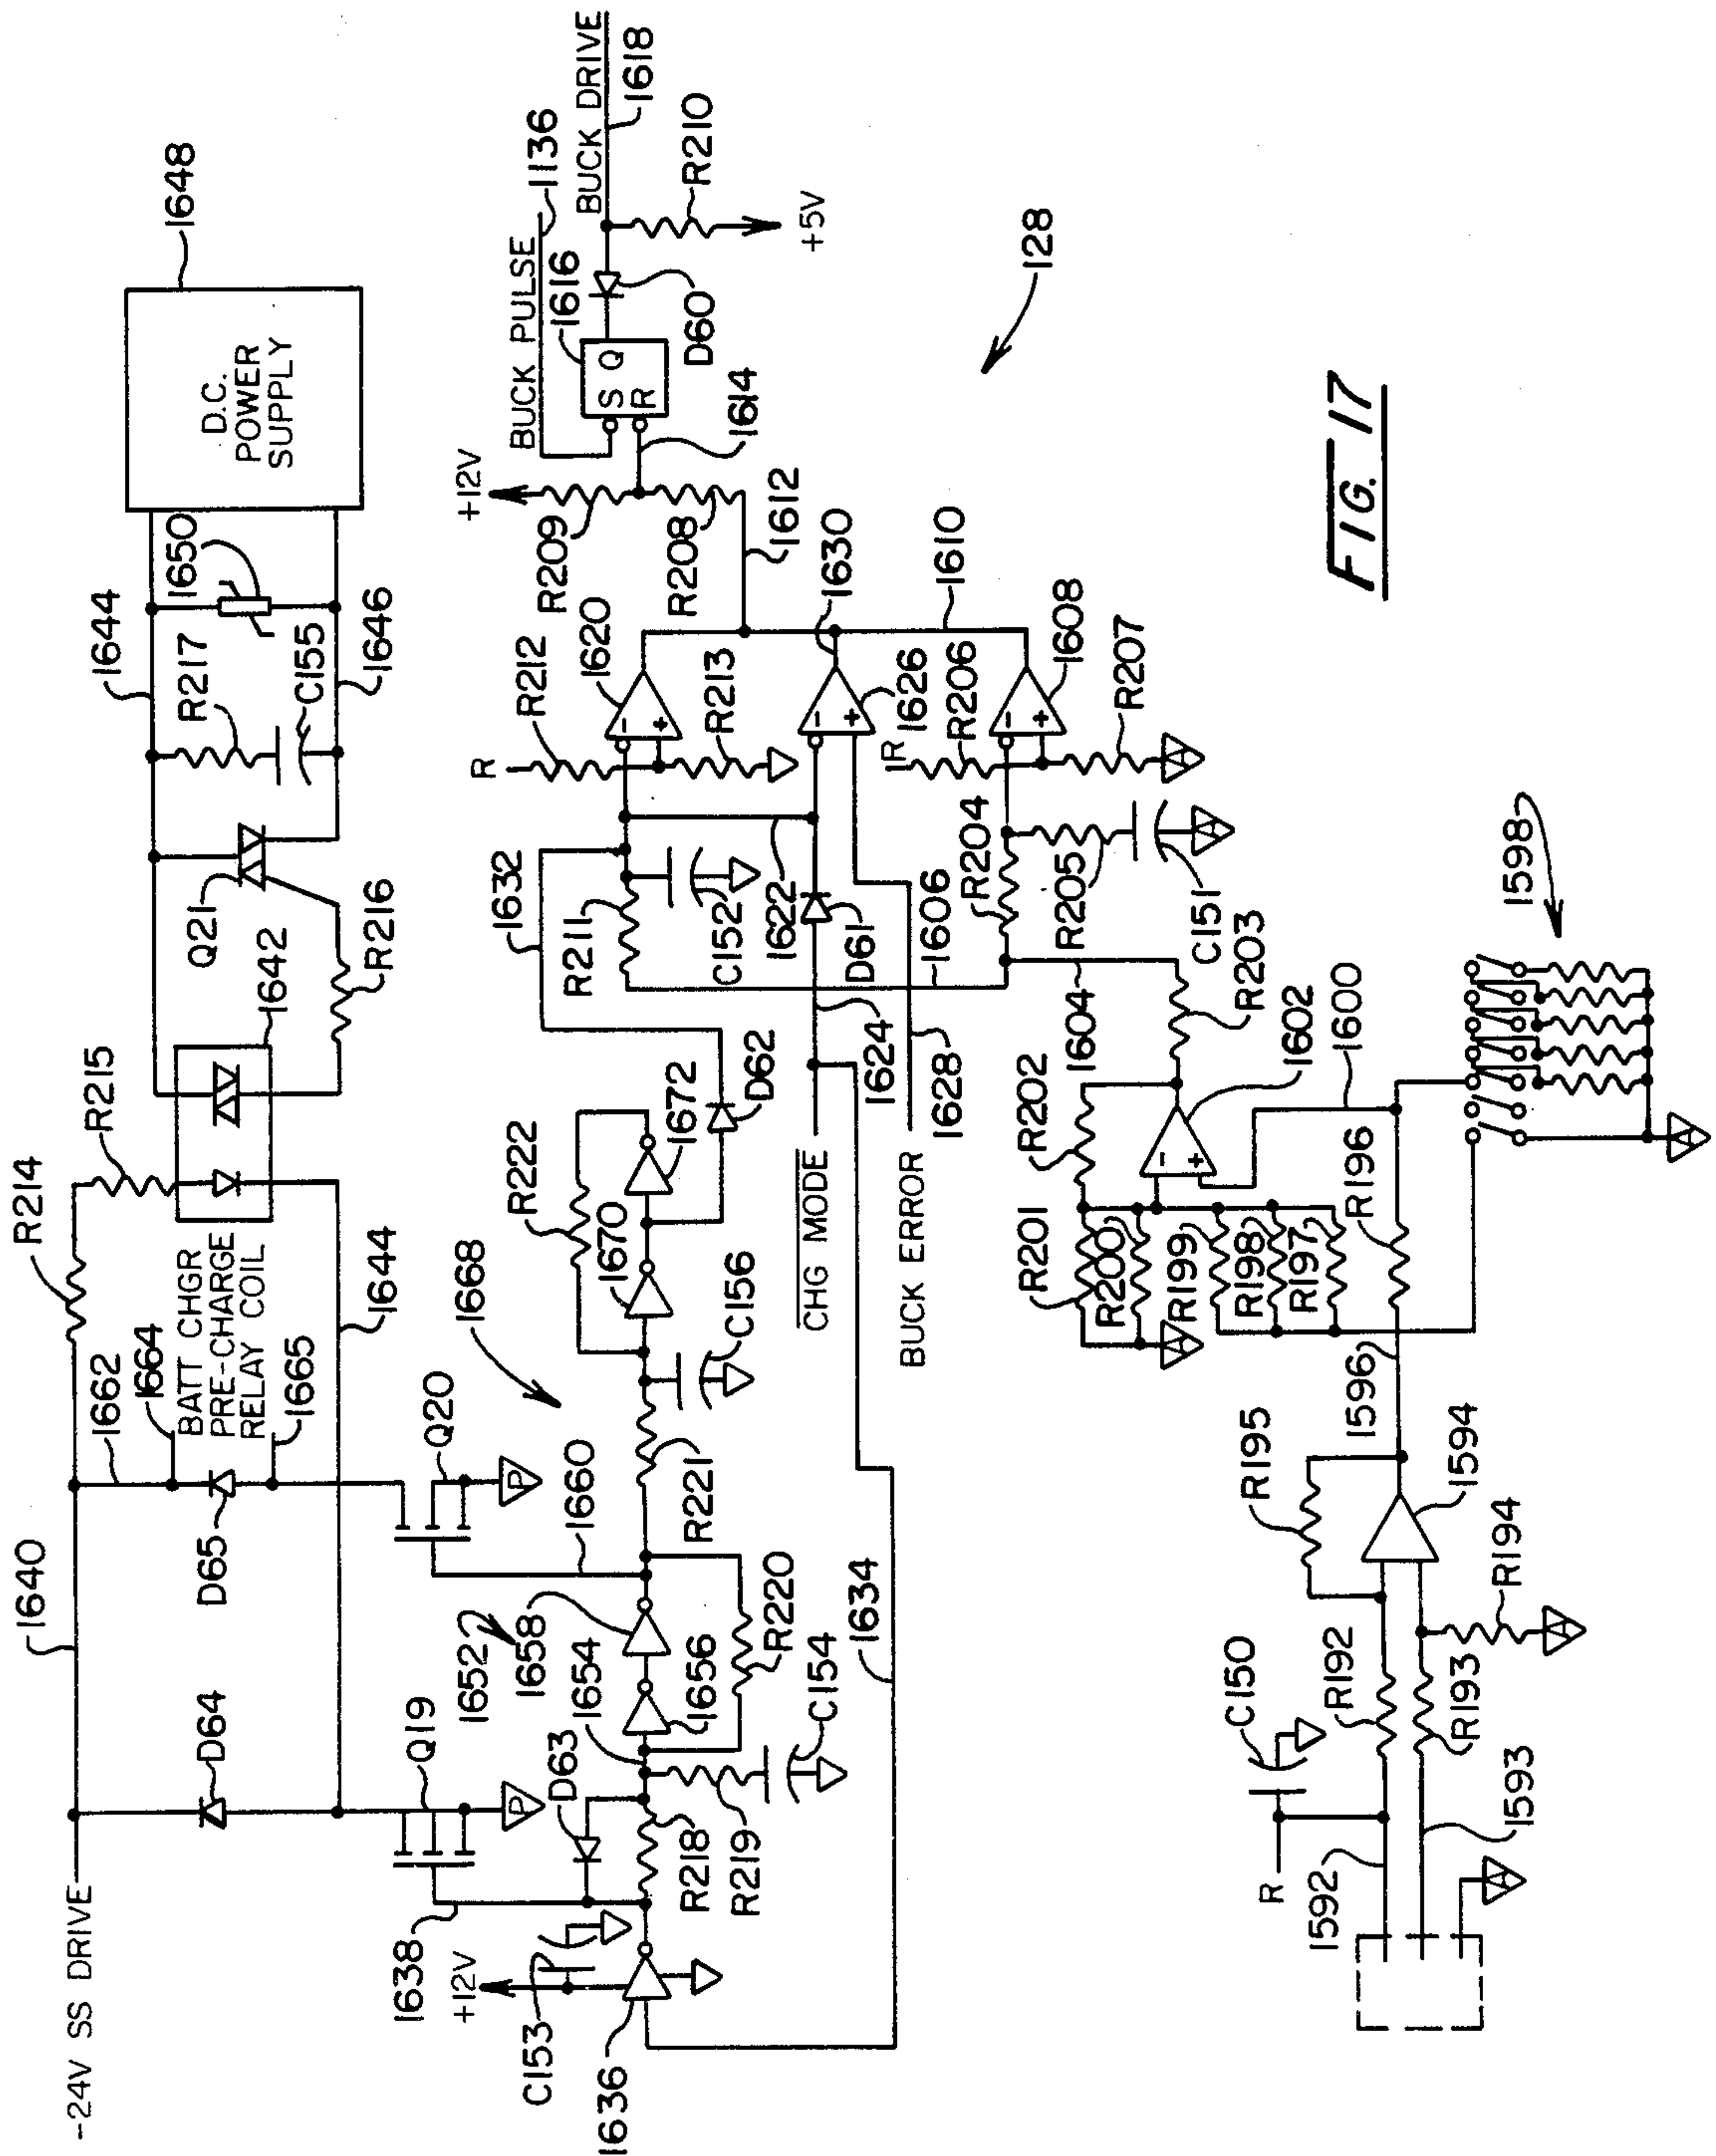 -24V SS DRIVE
1640
1662
1664
BATT CHGR
PRE-CHARGE
RELAY COIL
1665
D64
D65
R214
R215
1642
Q21
R216
1644
R217
C155
1650
1646
1648
D.C.
POWER
SUPPLY
1644
Q19
Q20
P
P
1638
+12V
C153
1636
D63
R218
R219
1654
1652
1658
1656
R220
C154
1660
R221
1668
C156
1670
R222
1672
D62
1634
1632
R211
C152
1622
D61
1624
CHG MODE
BUCK ERROR
1628
1606
R
R212
1620
R213
- +
- +
- +
1630
1626
R
R206
1608
R207
1610
1612
R204
R205
C151
R209
R208
+12V
1614
S Q
R
1616
BUCK PULSE
1136
D60
BUCK DRIVE
1618
R210
+5V
128
R203
1604
R202
1602
- +
1600
1598
R201
R200
R199
R198
R197
R196
1596
R195
1594
R194
R193
R192
C150
R
1592
1593
A
A
A
A
A
A
FIG. 17